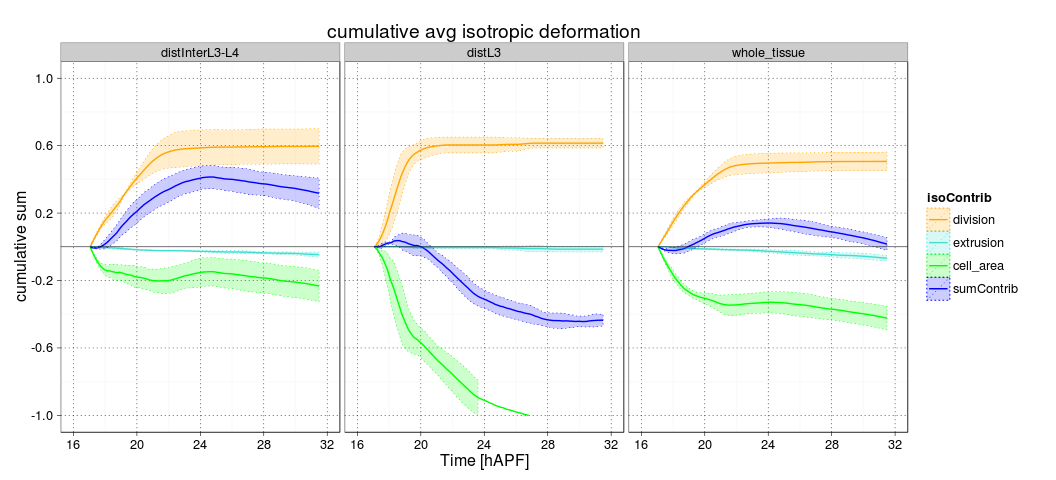 cumulative avg isotropic deformation
distInterL3-L4 distL3 whole_tissue
1.0
0.6
0.2
-0.2
-0.6
-1.0
cumulative sum
16 20 24 28 32 16 20 24 28 32 16 20 24 28 32
Time [hAPF]
isoContrib
division
extrusion
cell_area
sumContrib